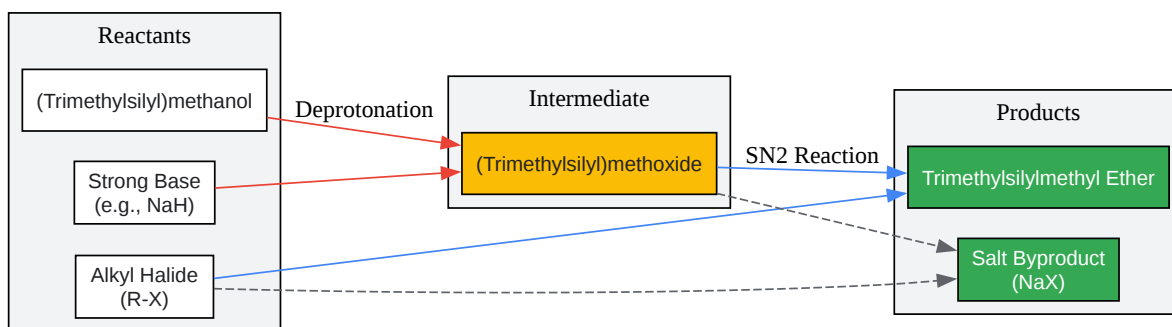 Reactants
(Trimethylsilyl)methanol
Strong Base
(e.g., NaH)
Alkyl Halide
(R-X)
Deprotonation
Intermediate
(Trimethylsilyl)methoxide
SN2 Reaction
Products
Trimethylsilylmethyl Ether
Salt Byproduct
(NaX)